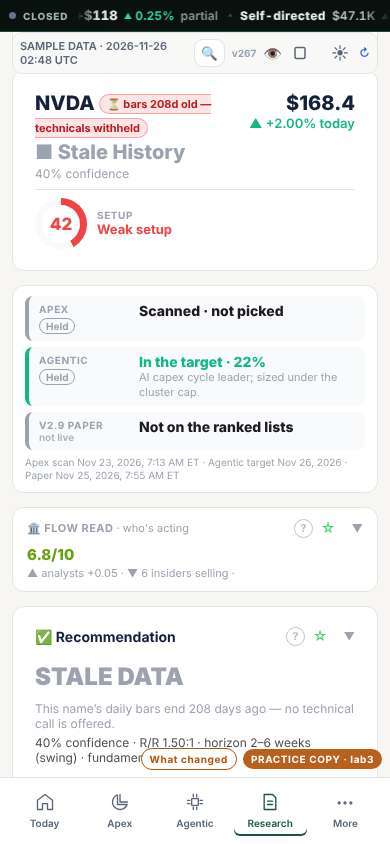 CLOSED $118 ▲ 0.25% partial · Self-directed $47.1K
SAMPLE DATA · 2026-11-26
02:48 UTC
v267
NVDA ⏳ bars 208d old —
technicals withheld
$168.4
▲ +2.00% today
■ Stale History
40% confidence
42
SETUP
Weak setup
APEX
Held
Scanned · not picked
AGENTIC
Held
In the target · 22%
AI capex cycle leader; sized under the
cluster cap.
V2.9 PAPER
not live
Not on the ranked lists
Apex scan Nov 23, 2026, 7:13 AM ET · Agentic target Nov 26, 2026 ·
Paper Nov 25, 2026, 7:55 AM ET
🏛️ FLOW READ · who's acting ? ☆ ▼
6.8/10
▲ analysts +0.05 · ▼ 6 insiders selling ·
✅ Recommendation ? ☆ ▼
STALE DATA
This name's daily bars end 208 days ago — no technical
call is offered.
40% confidence · R/R 1.50:1 · horizon 2–6 weeks
(swing) ·
What changed
PRACTICE COPY · lab3
Today
Apex
Agentic
Research
More